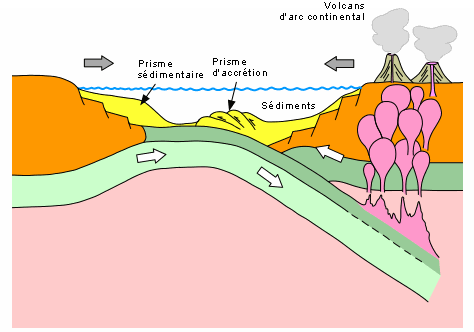 Volcans
d'arc continental
Prisme
sédimentaire
Prisme
d'accrétion
Sédiments